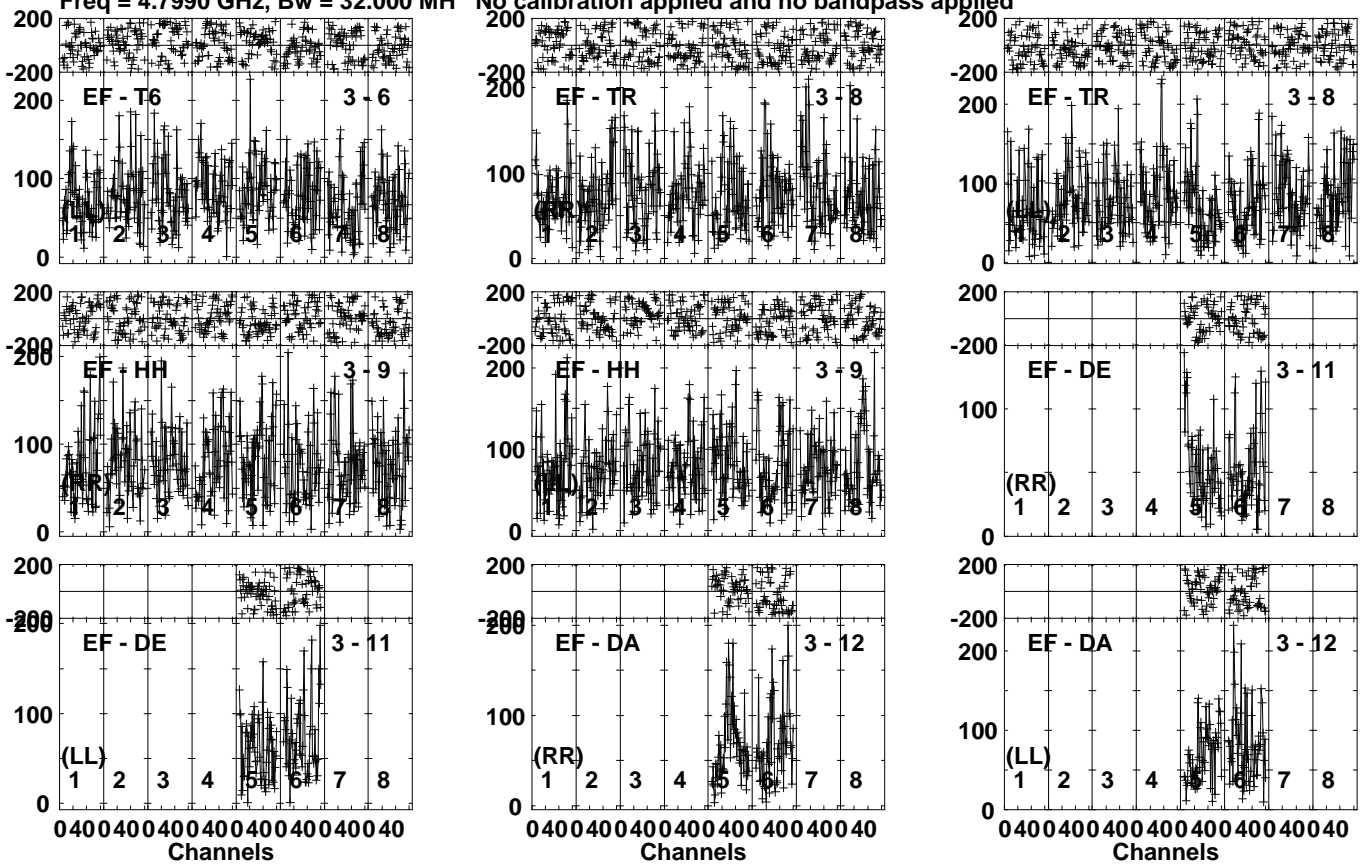 Freq = 4.7990 GHz, Bw = 32.000 MH No calibration applied and no bandpass applied
200 200 200
-200 -200 -200
200 200 200
EF - T6 3 - 6 EF - TR 3 - 8 EF - TR 3 - 8
100 100 100
(LL) (RR) (LL)
1 2 3 4 5 6 7 8 1 2 3 4 5 6 7 8 1 2 3 4 5 6 7 8
0 0 0
200 200 200
-200 -200 -200
200 200
EF - HH 3 - 9 EF - HH 3 - 9 EF - DE 3 - 11
100 100 100
(RR) (LL) (RR)
1 2 3 4 5 6 7 8 1 2 3 4 5 6 7 8 1 2 3 4 5 6 7 8
0 0 0
200 200 200
-200 -200 -200
200 200 200
EF - DE 3 - 11 EF - DA 3 - 12 EF - DA 3 - 12
100 100 100
(LL) (RR) (LL)
1 2 3 4 5 6 7 8 1 2 3 4 5 6 7 8 1 2 3 4 5 6 7 8
0 0 0
0 40 0 40 0 40 0 40 0 40 0 40 0 40 0 40 0 40 0 40 0 40 0 40 0 40 0 40 0 40 0 40 0 40 0 40 0 40 0 40 0 40 0 40 0 40 0 40
Channels Channels Channels